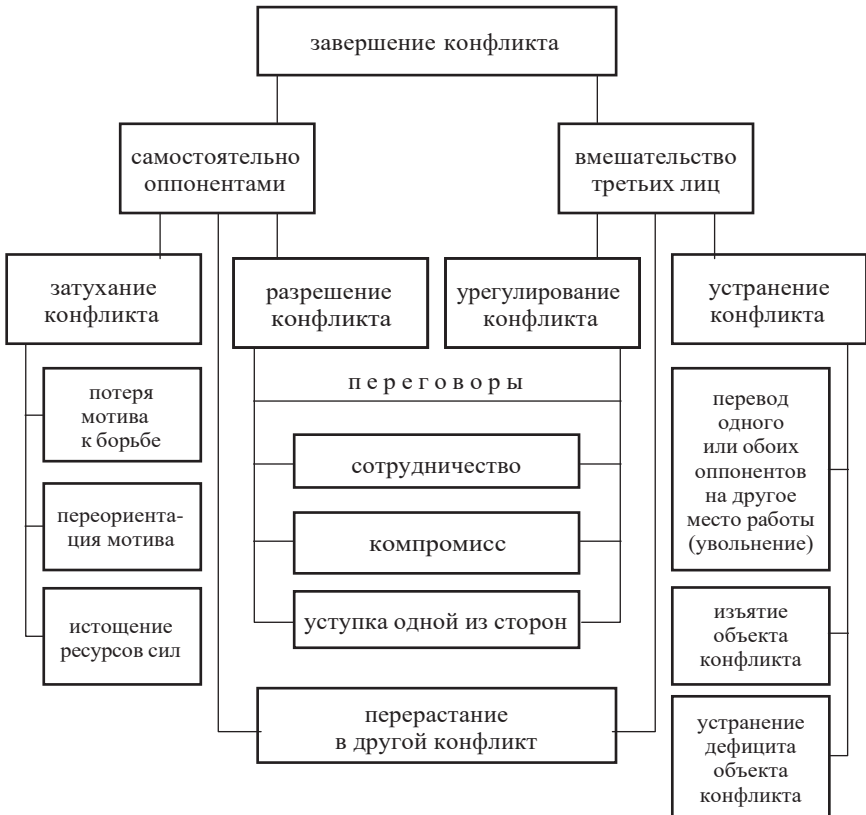 завершение конфликта
самостоятельно
оппонентами
вмешательство
третьих лиц
затухание
конфликта
разрешение
конфликта
урегулирование
конфликта
устранение
конфликта
переговоры
потеря
мотива
к борьбе
переориента-
ция мотива
истощение
ресурсов сил
сотрудничество
компромисс
уступка одной из сторон
перерастание
в другой конфликт
перевод
одного
или обоих
оппонентов
на другое
место работы
(увольнение)
изъятие
объекта
конфликта
устранение
дефицита
объекта
конфликта